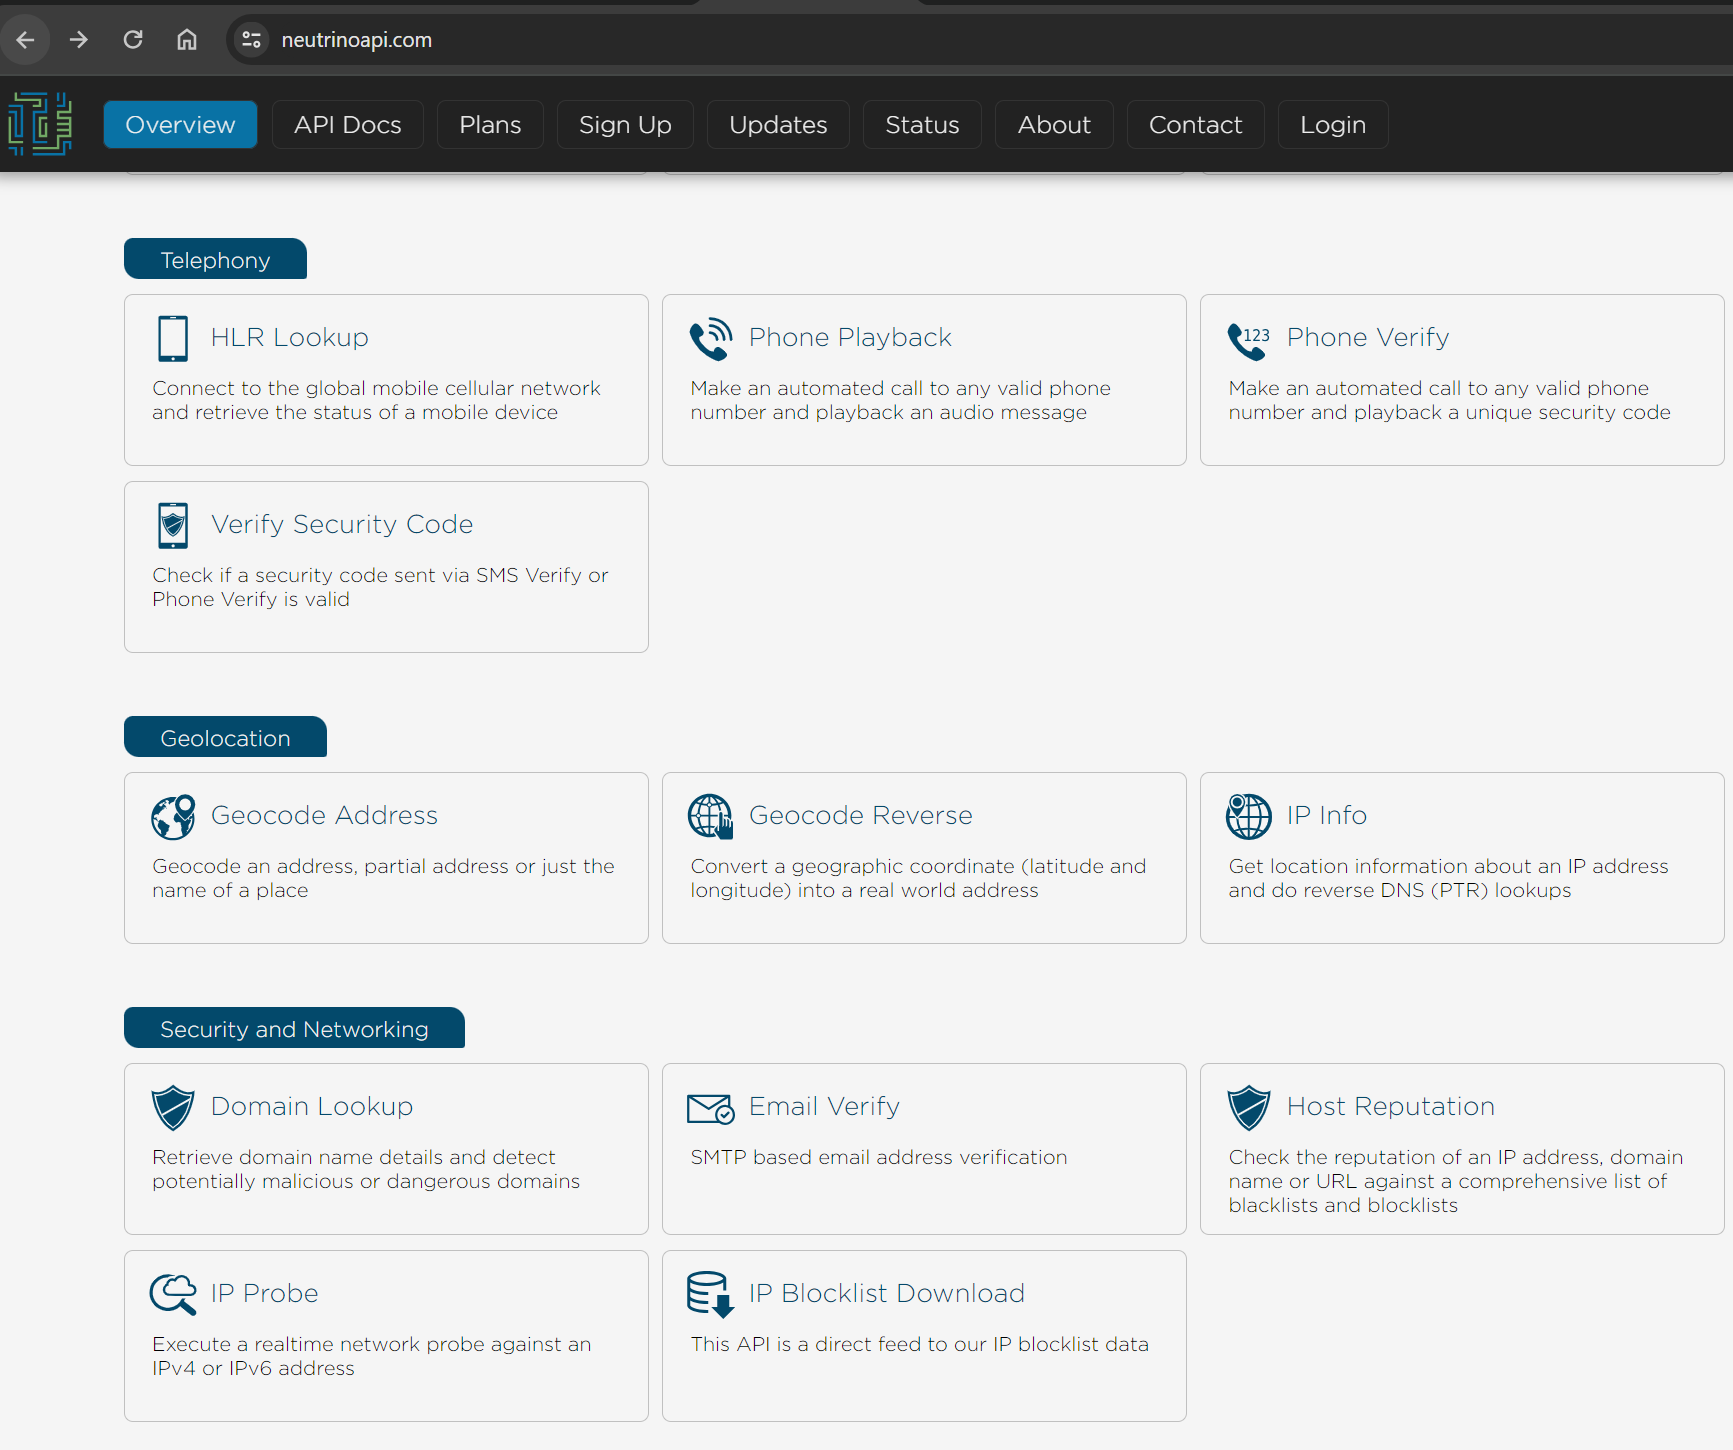 neutrinoapi.com
Overview
API Docs
Plans
Sign Up
Updates
Status
About
Contact
Login
Telephony
HLR Lookup
Connect to the global mobile cellular network
and retrieve the status of a mobile device
Phone Playback
Make an automated call to any valid phone
number and playback an audio message
123
Phone Verify
Make an automated call to any valid phone
number and playback a unique security code
Verify Security Code
Check if a security code sent via SMS Verify or
Phone Verify is valid
Geolocation
Geocode Address
Geocode an address, partial address or just the
name of a place
Geocode Reverse
Convert a geographic coordinate (latitude and
longitude) into a real world address
IP Info
Get location information about an IP address
and do reverse DNS (PTR) lookups
Security and Networking
Domain Lookup
Retrieve domain name details and detect
potentially malicious or dangerous domains
Email Verify
SMTP based email address verification
Host Reputation
Check the reputation of an IP address, domain
name or URL against a comprehensive list of
blacklists and blocklists
IP Probe
Execute a realtime network probe against an
IPv4 or IPv6 address
IP Blocklist Download
This API is a direct feed to our IP blocklist data